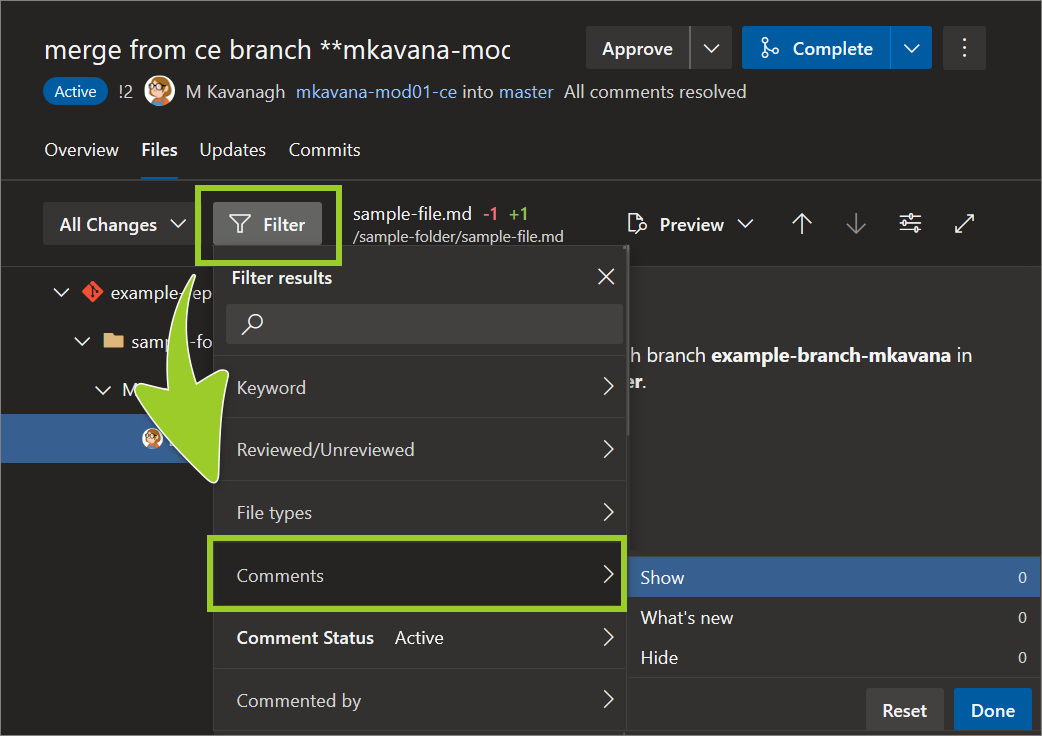 merge from ce branch **mkavana-moc
Approve
Complete
Active !2 M Kavanagh mkavana-mod01-ce into master All comments resolved
Overview Files Updates Commits
All Changes
Filter
sample-file.md -1 +1
/sample-folder/sample-file.md
Preview
Filter results
example-rep
sam fo
h branch example-branch-mkavana in
er.
Keyword
M
Reviewed/Unreviewed
File types
Comments
Show 0
What's new 0
Hide 0
Comment Status Active
Commented by
Reset Done